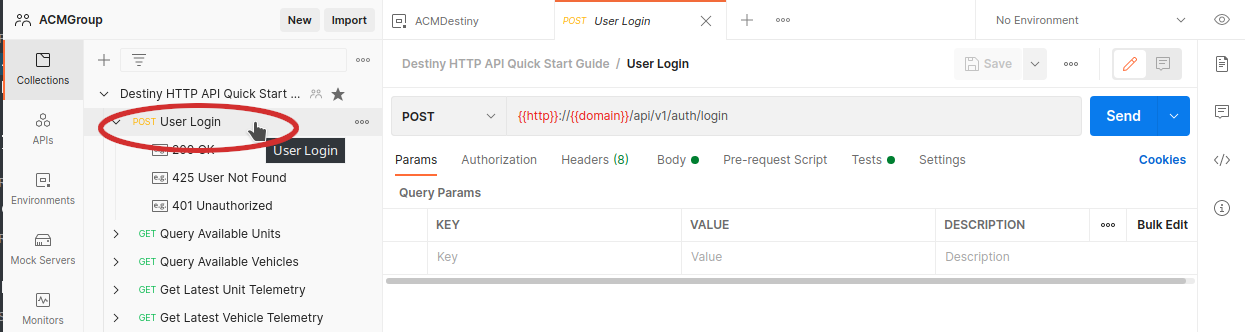 ACMGroup New Import ACMDestiny POST User Login No Environment
Collections
APIs
Environments
Mock Servers
Monitors
Destiny HTTP API Quick Start ...
POST User Login
200 OK
User Login
e.g. 425 User Not Found
e.g. 401 Unauthorized
GET Query Available Units
GET Query Available Vehicles
GET Get Latest Unit Telemetry
GET Get Latest Vehicle Telemetry
Destiny HTTP API Quick Start Guide / User Login Save
POST {{http}}://{{domain}}/api/v1/auth/login Send
Params Authorization Headers (8) Body Pre-request Script Tests Settings Cookies
Query Params
KEY VALUE DESCRIPTION Bulk Edit
Key Value Description